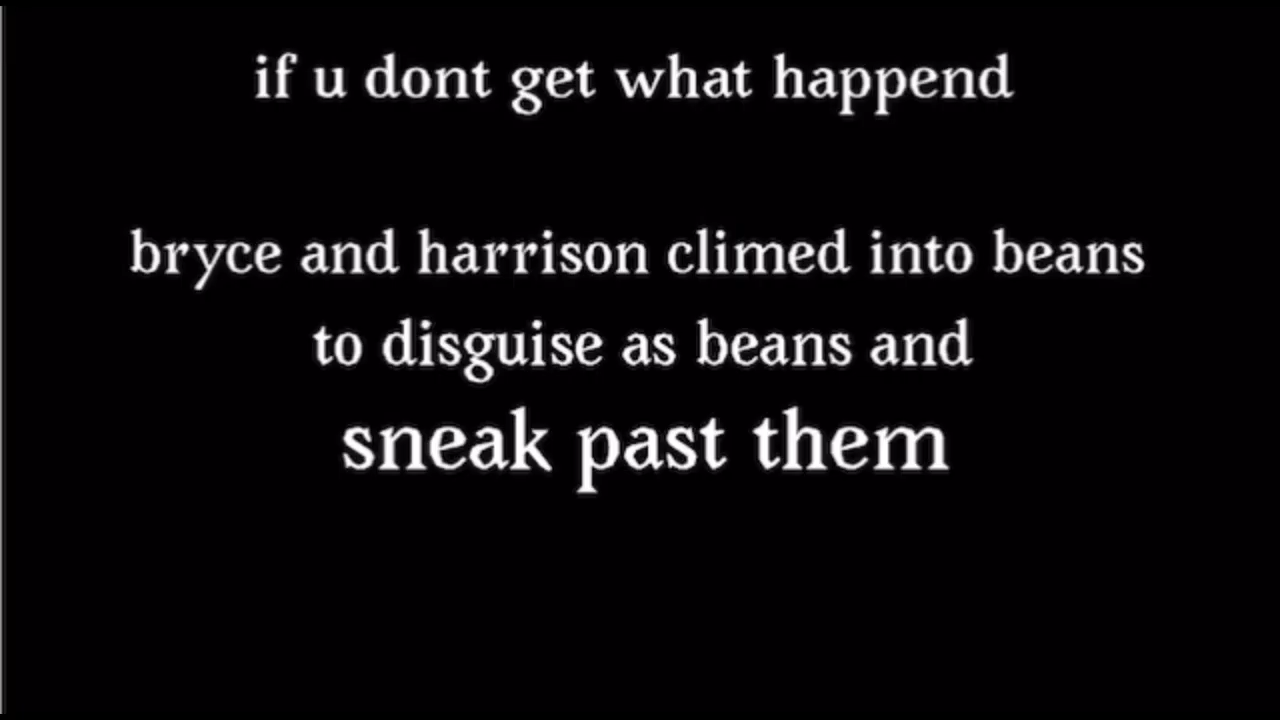 if u dont get what happend
bryce and harrison climed into beans
to disguise as beans and
sneak past them